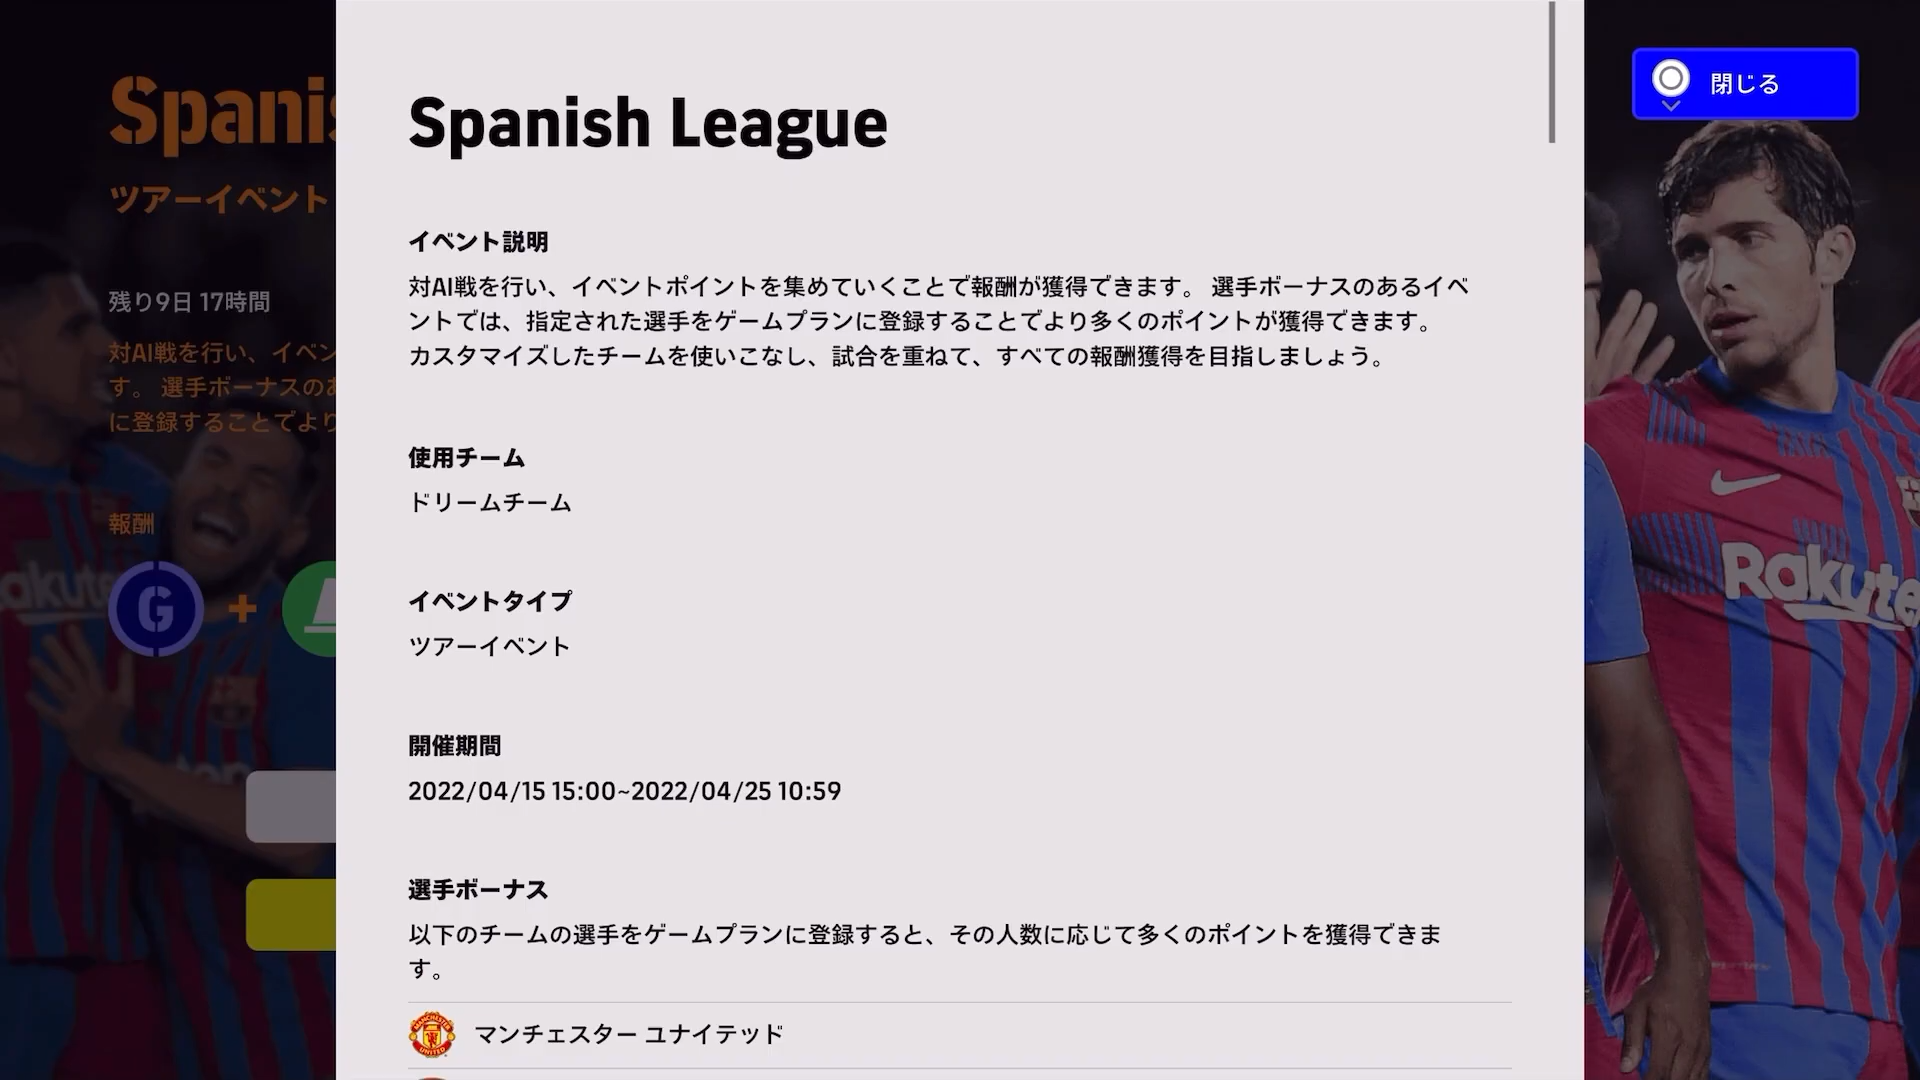 Spanish League
イベント説明
対AI戦を行い、イベントポイントを集めていくことで報酬が獲得できます。 選手ボーナスのあるイベ
ントでは、指定された選手をゲームプランに登録することでより多くのポイントが獲得できます。
カスタマイズしたチームを使いこなし、試合を重ねて、すべての報酬獲得を目指しましょう。
使用チーム
ドリームチーム
イベントタイプ
ツアーイベント
開催期間
2022/04/15 15:00~2022/04/25 10:59
選手ボーナス
以下のチームの選手をゲームプランに登録すると、その人数に応じて多くのポイントを獲得できま
す。
マンチェスター ユナイテッド
閉じる
Spanis
ツアーイベント
残り9日 17時間
対AI戦を行い、イベン
す。 選手ボーナスのあ
に登録することでより
報酬
G
+
Rakuten